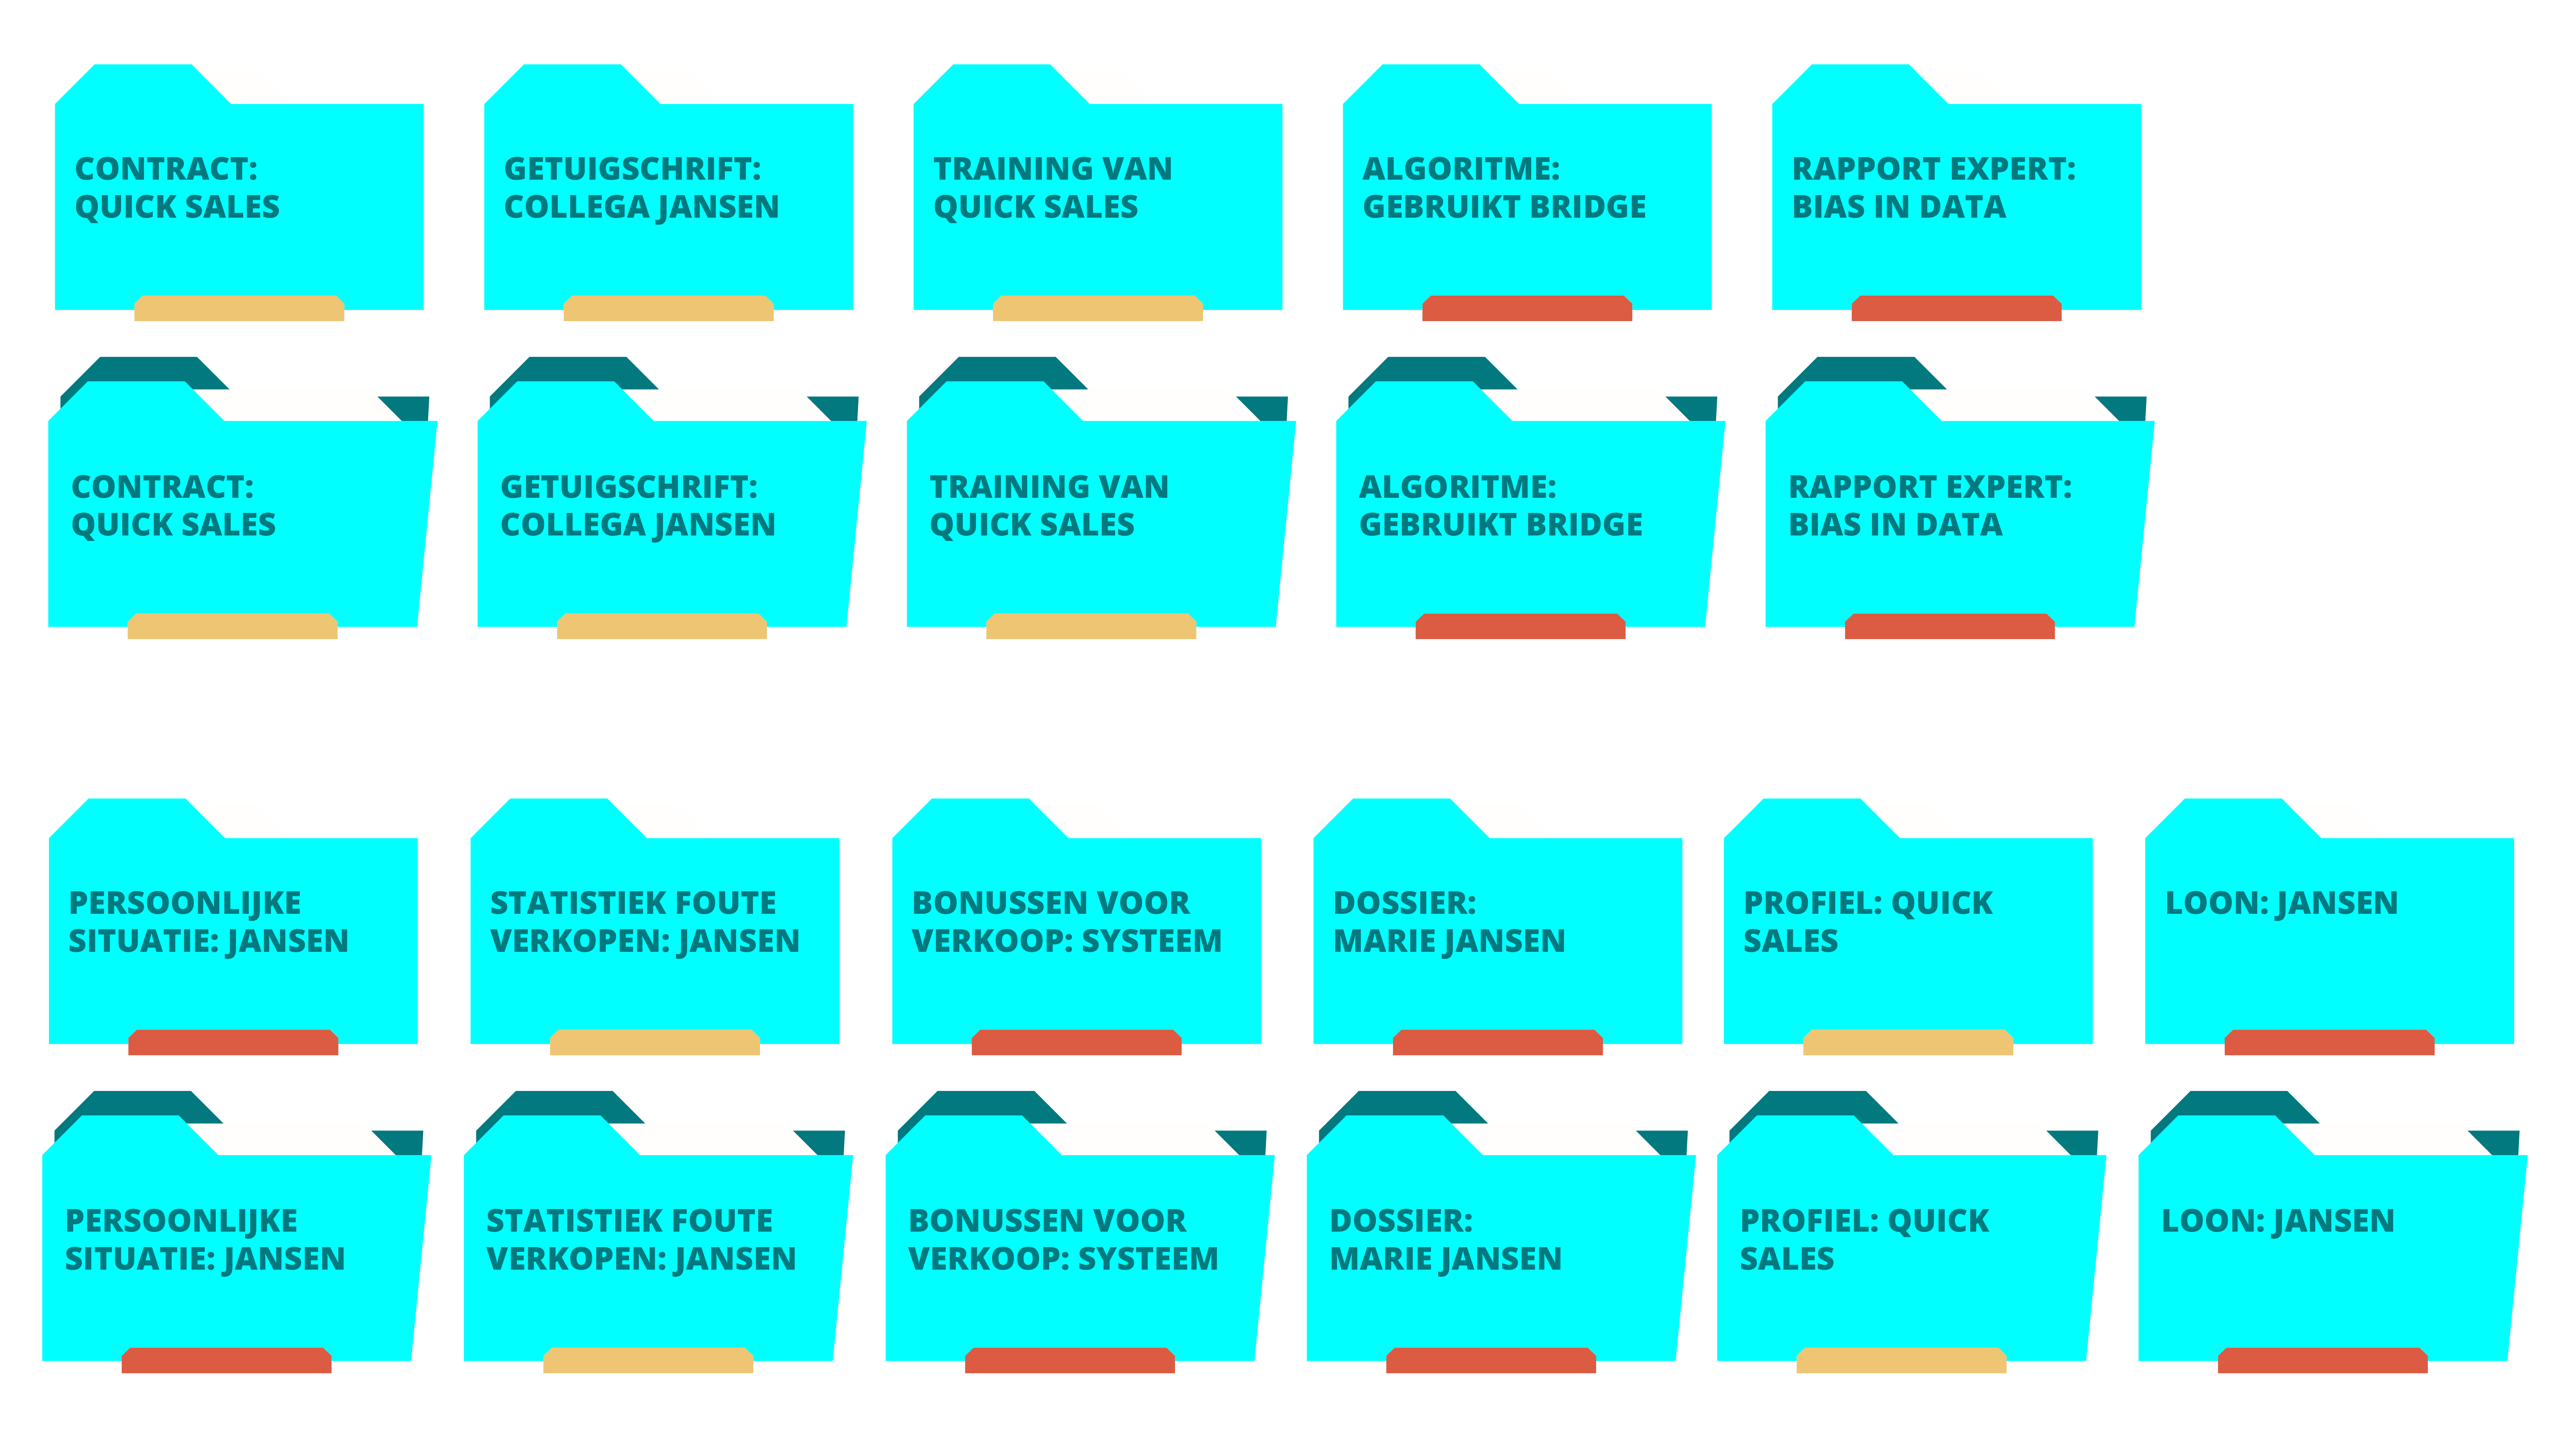 CONTRACT:
QUICK SALES
GETUIGSCHRIFT:
COLLEGA JANSEN
TRAINING VAN
QUICK SALES
ALGORITME:
GEBRUIKT BRIDGE
RAPPORT EXPERT:
BIAS IN DATA
CONTRACT:
QUICK SALES
GETUIGSCHRIFT:
COLLEGA JANSEN
TRAINING VAN
QUICK SALES
ALGORITME:
GEBRUIKT BRIDGE
RAPPORT EXPERT:
BIAS IN DATA
PERSOONLIJKE
SITUATIE: JANSEN
STATISTIEK FOUTE
VERKOPEN: JANSEN
BONUSSEN VOOR
VERKOOP: SYSTEEM
DOSSIER:
MARIE JANSEN
PROFIEL: QUICK
SALES
LOON: JANSEN
PERSOONLIJKE
SITUATIE: JANSEN
STATISTIEK FOUTE
VERKOPEN: JANSEN
BONUSSEN VOOR
VERKOOP: SYSTEEM
DOSSIER:
MARIE JANSEN
PROFIEL: QUICK
SALES
LOON: JANSEN